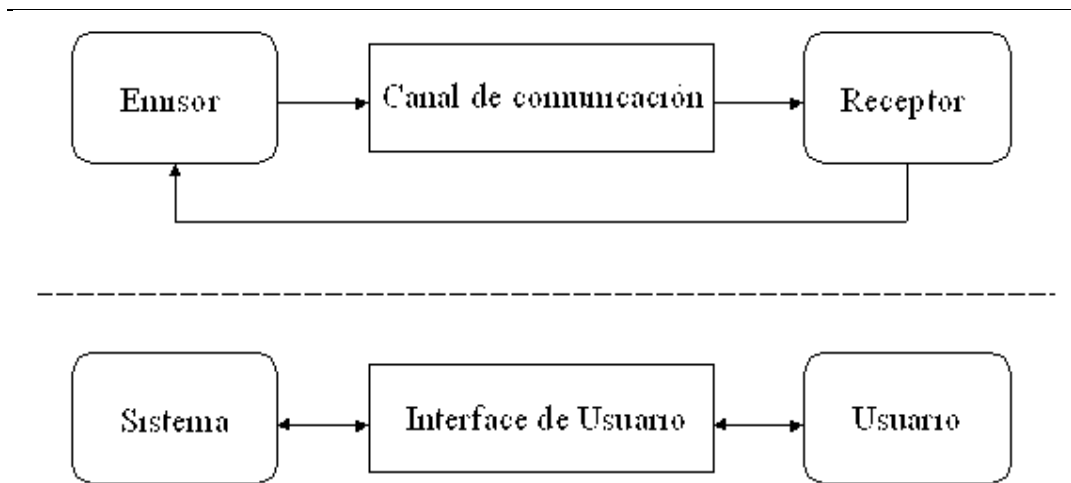 Emisor
Canal de comunicación
Receptor
Sistema
Interface de Usuario
Usuario